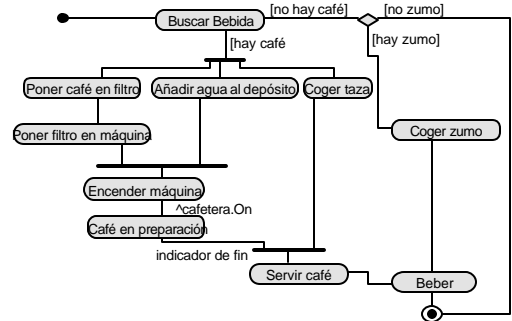 [no hay café]
[no zumo]
Buscar Bebida
[hay café
[hay zumo]
Poner café en filtro
Añadir agua al depósito
Coger taza
Poner filtro en máquina
Coger zumo
Encender máquina
^cafetera.On
Café en preparación
indicador de fin
Servir café
Beber